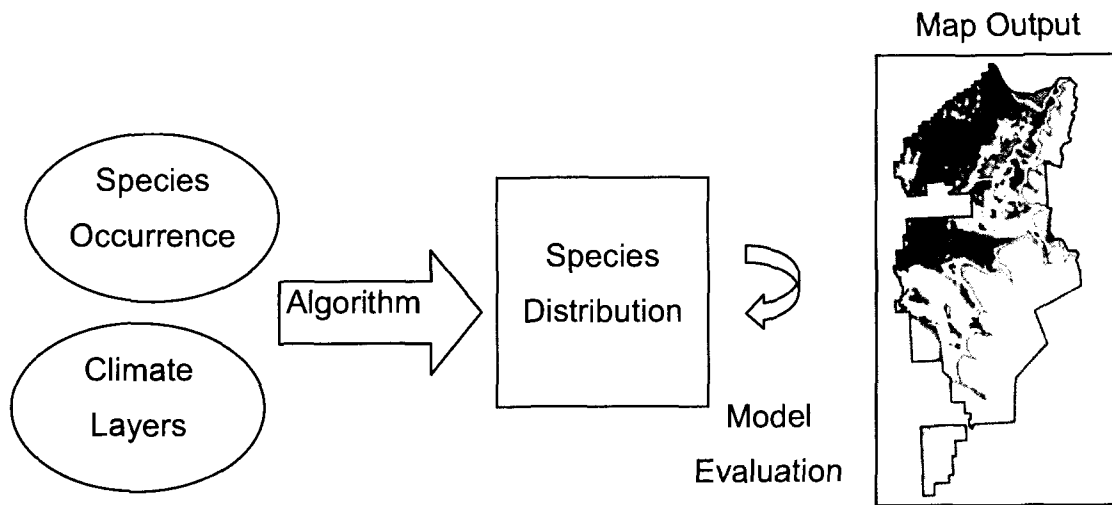 Map Output
Species
Occurrence
Climate
Layers
Algorithm
Species
Distribution
Model
Evaluation